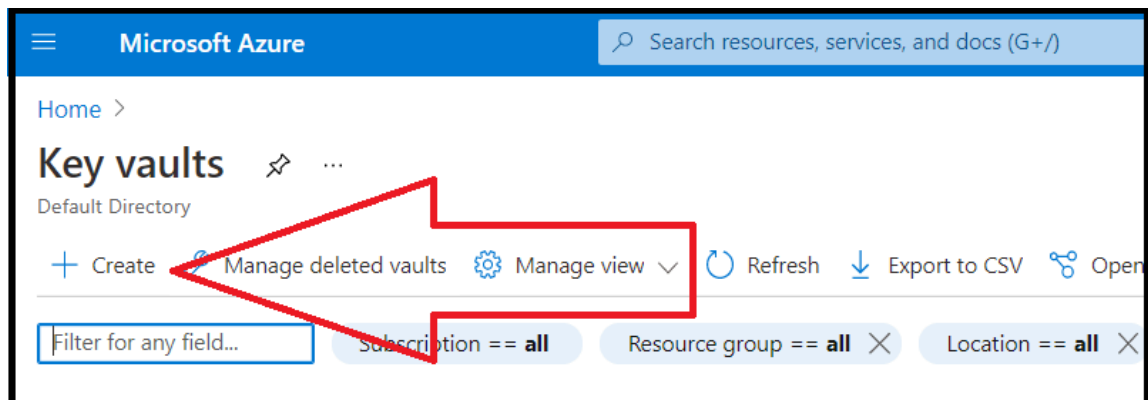 Microsoft Azure Search resources, services, and docs (G+/)
Home >
Key vaults ...
Default Directory
+ Create Manage deleted vaults Manage view Refresh Export to CSV Open
Filter for any field... Subscription == all Resource group == all Location == all